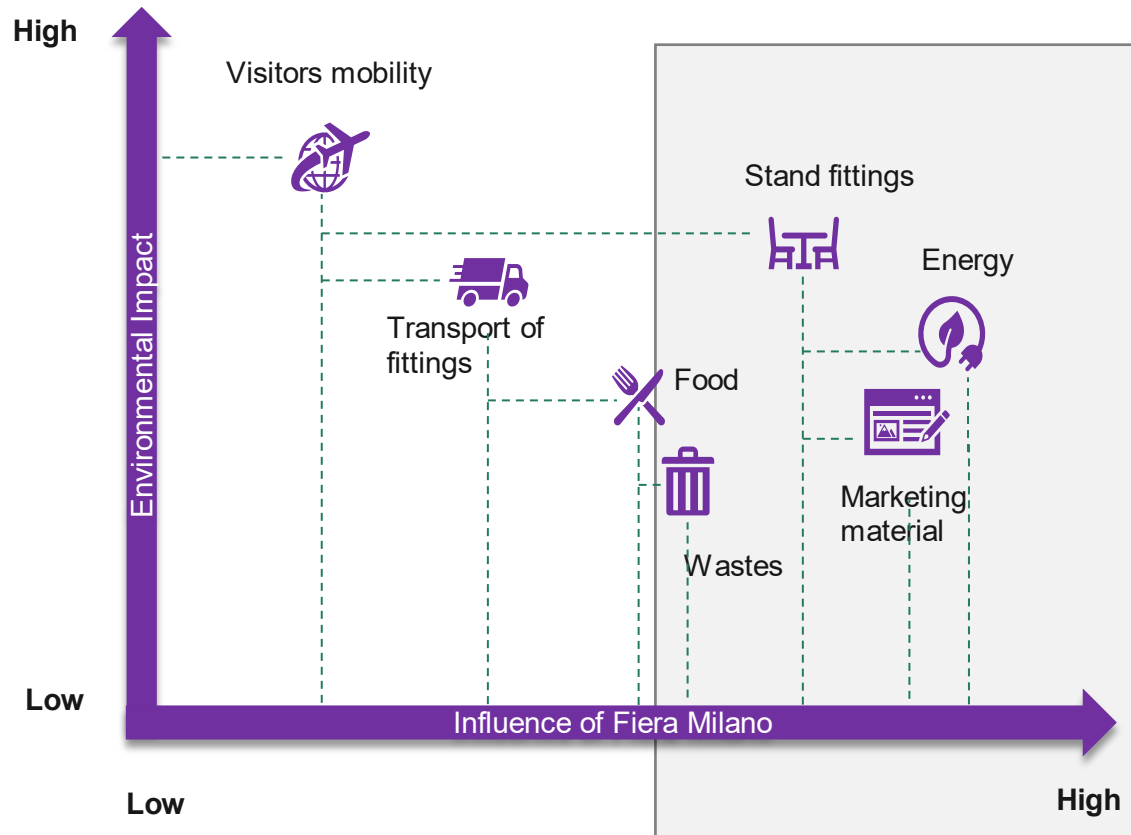 High
Visitors mobility
Stand fittings
Energy
Environmental Impact
Transport of
fittings
Food
Marketing
material
Wastes
Low
Influence of Fiera Milano
Low
High